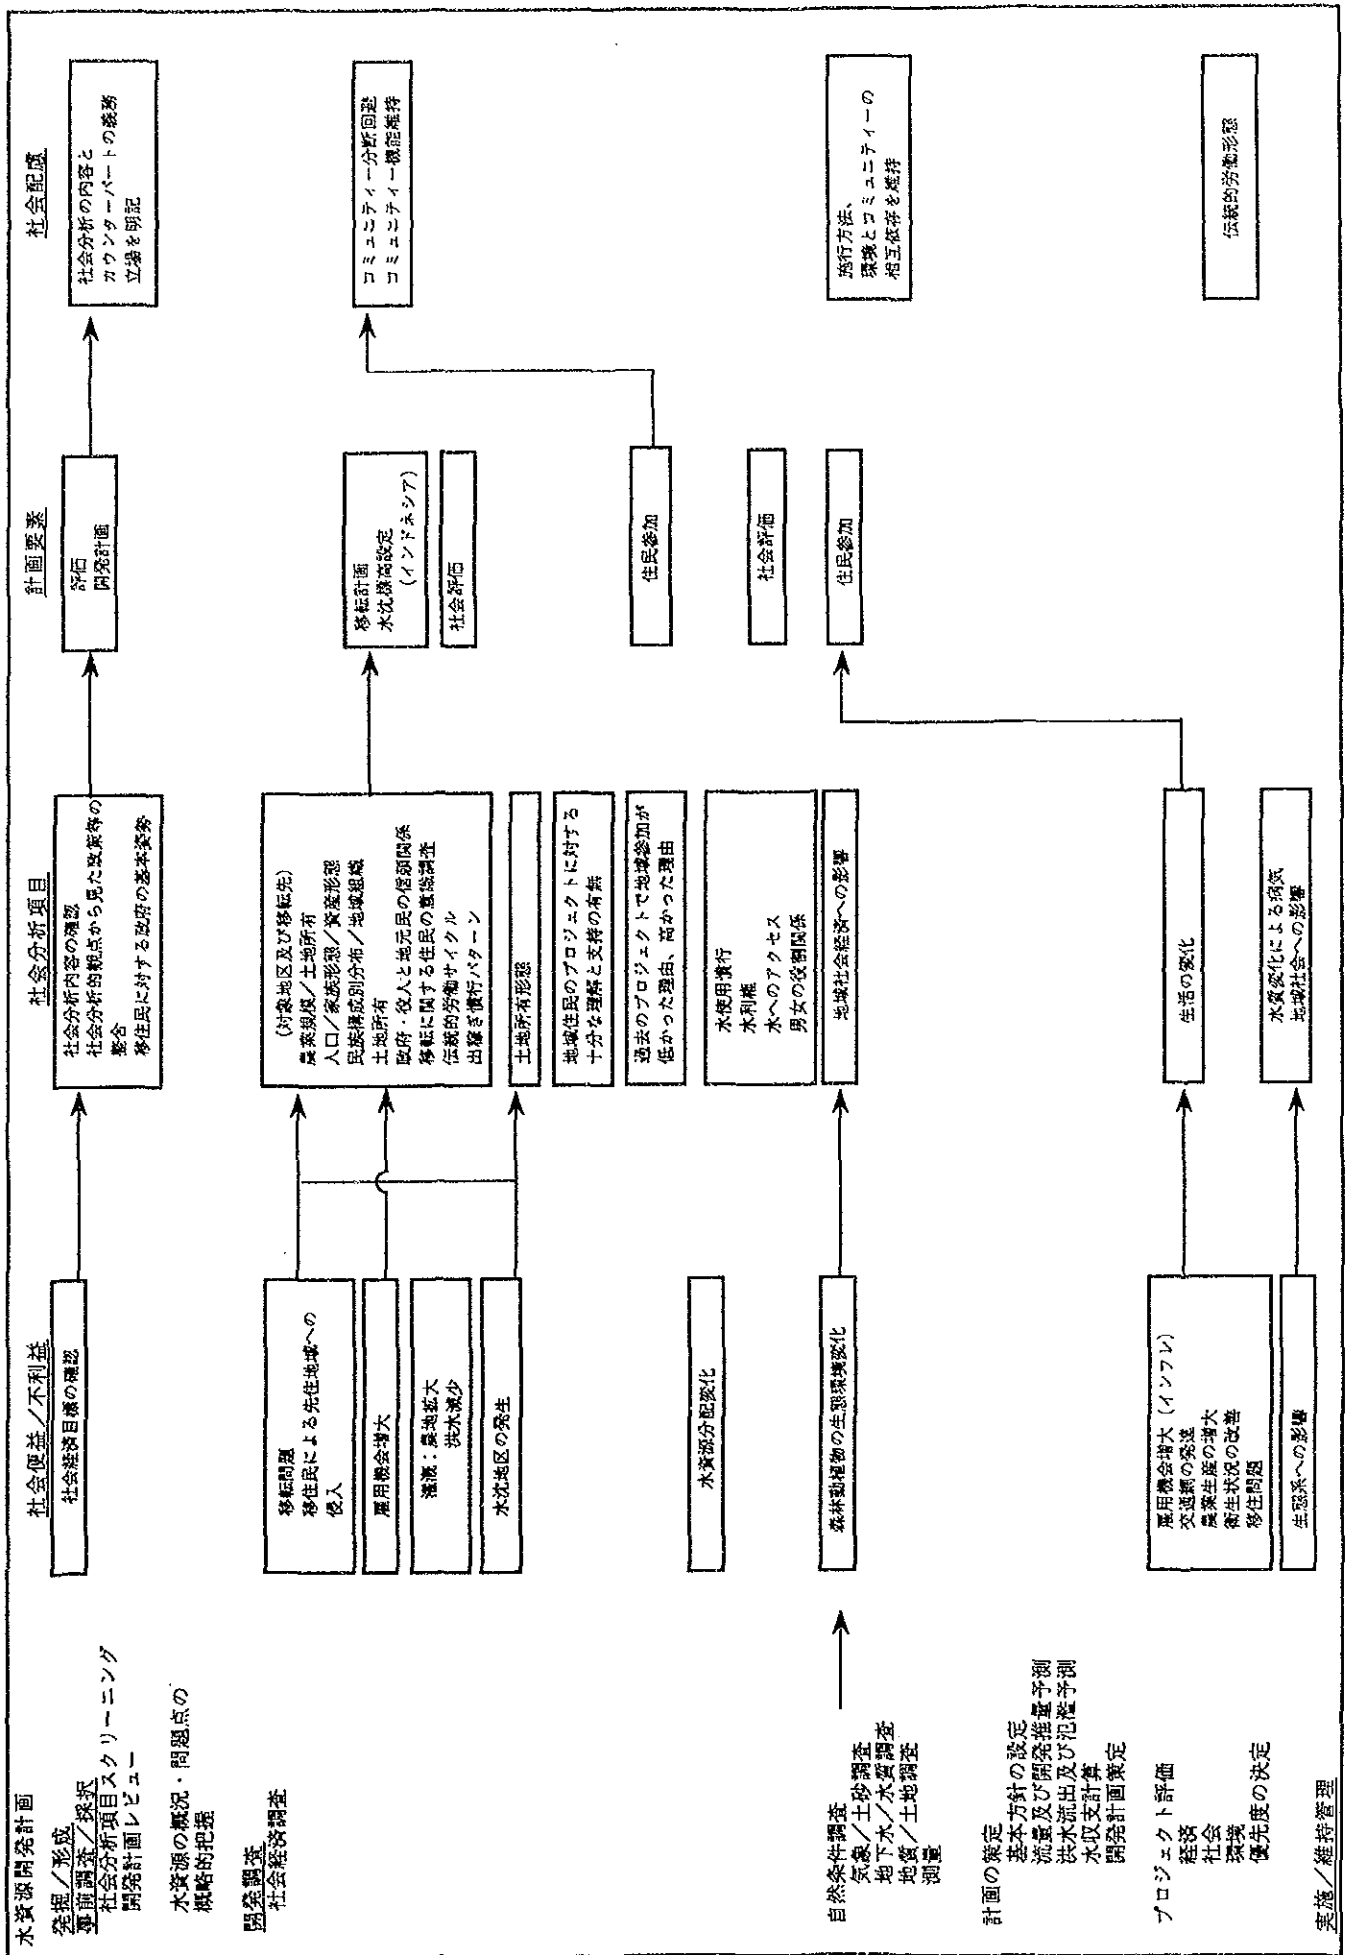 水資源開発計画
発掘／形成
事前調査／採択
社会分析項目スクリーニング
開発計画レビュー
水資源の概況・問題点の
概略的把握
開発調査
社会経済調査
自然条件調査
気象／土砂調査
地下水／水質調査
地質／土地調査
測量
計画の策定
基本方針の設定
流量及び開発推量予測
洪水流出及び氾濫予測
水収支計算
開発計画策定
プロジェクト評価
経済
社会
環境
優先度の決定
実施／維持管理
社会便益／不利益
社会経済目標の確認
移転問題
移住民による先住地域への
侵入
雇用機会増大
灌漑：農地拡大
洪水減少
水沈地区の発生
水資源分配変化
森林動植物の生態環境変化
雇用機会増大（インフレ）
交通網の発達
農業生産の増大
衛生状況の改善
移住問題
生態系への影響
社会分析項目
社会分析内容の確認
社会分析的観点から見た政策等の
整合
移住民に対する政府の基本姿勢
（対象地区及び移転先）
農業規模／土地所有
人口／家族形態／資産形態
民族構成別分布／地域組織
土地所有
政府・役人と地元民の信頼関係
移転に関する住民の意識調査
伝統的労働サイクル
出稼ぎ慣行パターン
土地所有形態
地域住民のプロジェクトに対する
十分な理解と支持の有無
過去のプロジェクトで地域参加が
低かった理由、高かった理由
水使用慣行
水利権
水へのアクセス
男女の役割関係
地域社会経済への影響
生活の変化
水質変化による病気
地域社会への影響
計画要素
評価
開発計画
移転計画
水沈標高設定
（インドネシア）
社会評価
住民参加
社会評価
住民参加
社会配慮
社会分析の内容と
カウンターパートの義務
立場を明記
コミュニティー分断回避
コミュニティー機能維持
施行方法、
環境とコミュニティーの
相互依存を維持
伝統的労働形態